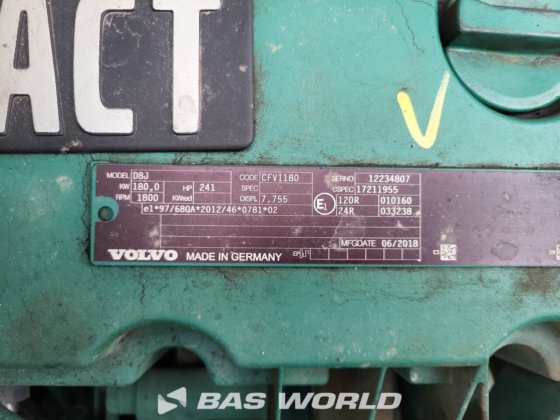 ACT
V
MODEL D8J CODE CFVI180 SERNO 12234807
KW 180,0 HP 241 SPEC CSPEC 17211955
RPM 1800 KWed DISPL 7.755 120R 010160
e1*97/68QA*2012/46*0781*02 E1 24R 033238
MFGDATE 06/2018
VOLVO MADE IN GERMANY
BAS WORLD